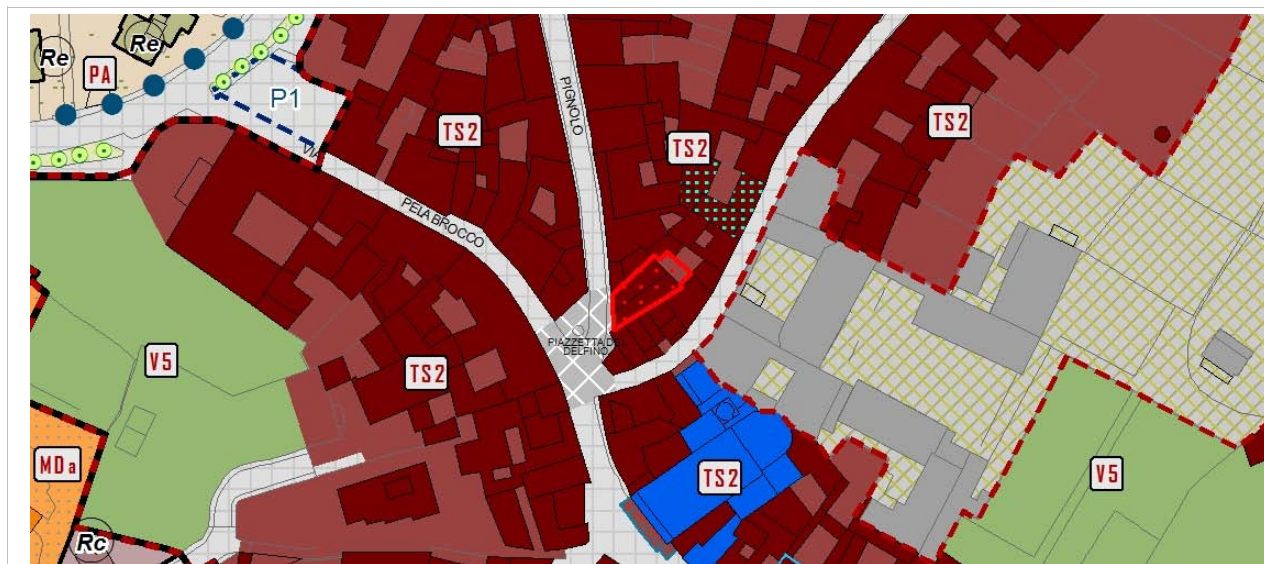 Re
Re
PA
P1
TS2
PIGNOLO
TS2
TS2
VIA
PELABROCCO
PIAZZETTA DEL
DELFINO
V5
TS2
MDa
TS2
V5
Rc